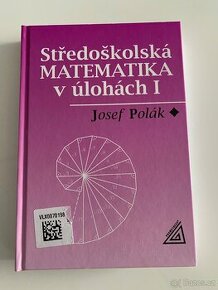 Středoškolská
MATEMATIKA
v úlohách I
Josef Polák